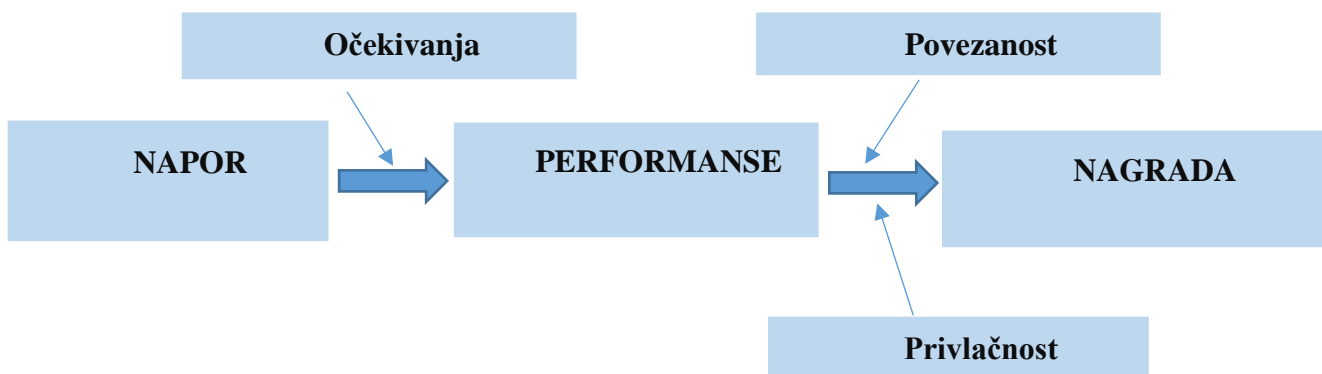 Očekivanja
Povezanost
NAPOR
PERFORMANSE
NAGRADA
Privlačnost